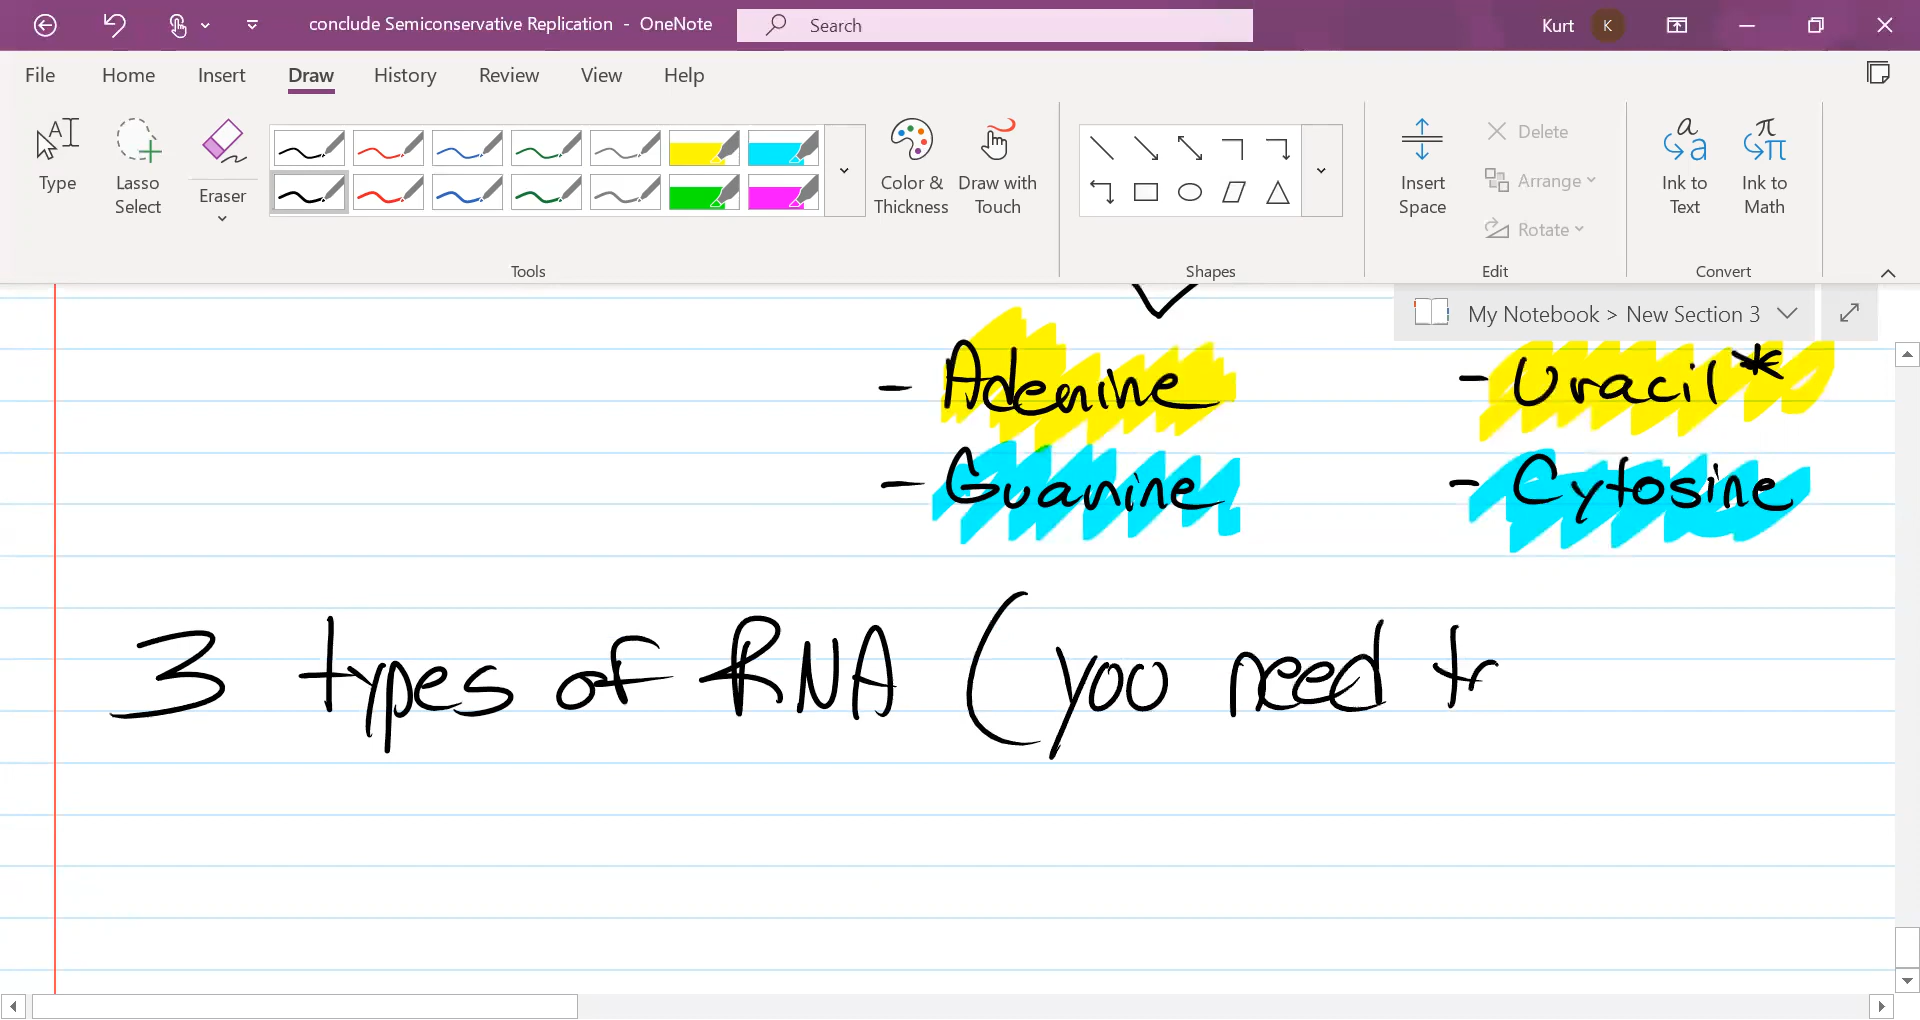 conclude Semiconservative Replication - OneNote
Search
Kurt K
File Home Insert Draw History Review View Help
Type
Lasso Select
Eraser
Color & Thickness
Draw with Touch
Insert Space
Delete
Arrange
Rotate
Ink to Text
Ink to Math
Tools Shapes Edit Convert
My Notebook > New Section 3
- Adenine - Uracil*
- Guanine - Cytosine
3 types of RNA (you need